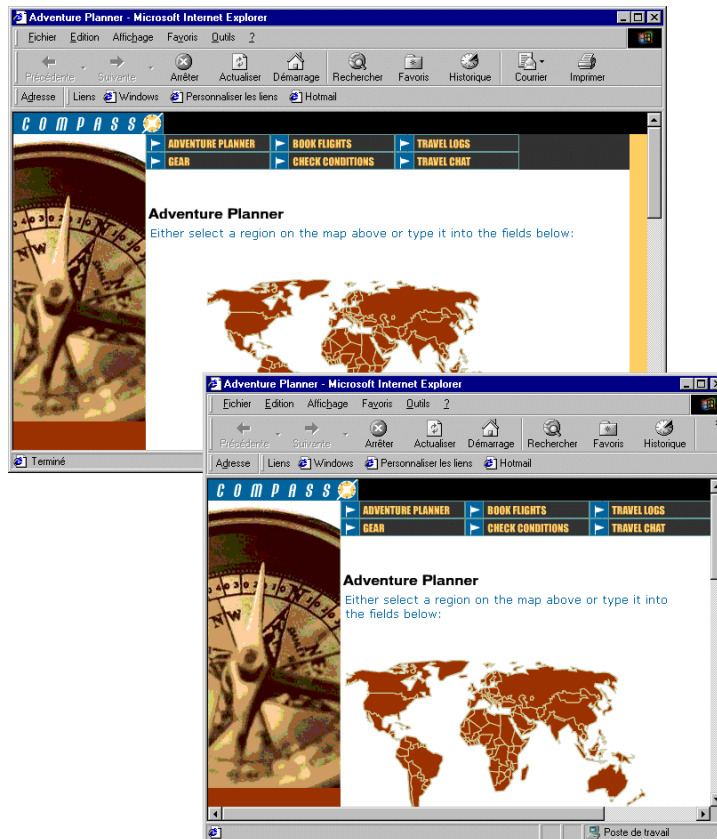 Adventure Planner - Microsoft Internet Explorer
Fichier Edition Affichage Favoris Outils ?
Précédente Suivante Arrêter Actualiser Démarrage Rechercher Favoris Historique Courrier Imprimer
Adresse Liens Windows Personnaliser les liens Hotmail
COMPASS
ADVENTURE PLANNER BOOK FLIGHTS TRAVEL LOGS
GEAR CHECK CONDITIONS TRAVEL CHAT
Adventure Planner
Either select a region on the map above or type it into the fields below:
Terminé
Adventure Planner - Microsoft Internet Explorer
Fichier Edition Affichage Favoris Outils ?
Précédente Suivante Arrêter Actualiser Démarrage Rechercher Favoris Historique
Adresse Liens Windows Personnaliser les liens Hotmail
COMPASS
ADVENTURE PLANNER BOOK FLIGHTS TRAVEL LOGS
GEAR CHECK CONDITIONS TRAVEL CHAT
Adventure Planner
Either select a region on the map above or type it into
the fields below:
Poste de travail